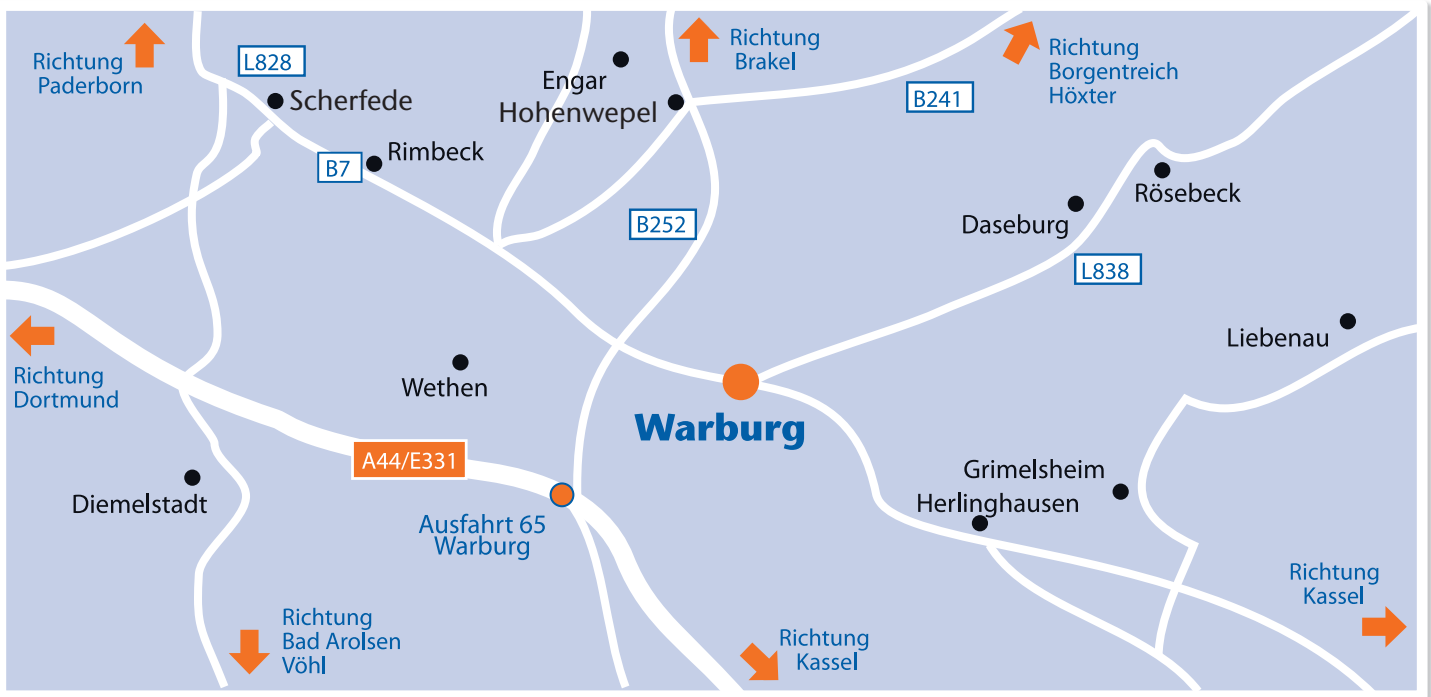 Richtung
Paderborn
L828
Scherfede
B7
Rimbeck
Engar
Hohenwepel
Richtung
Brakel
B241
Richtung
Borgentreich
Höxter
B252
Daseburg
Rösebeck
L838
Liebenau
Richtung
Dortmund
Wethen
Warburg
A44/E331
Diemelstadt
Ausfahrt 65
Warburg
Grimelsheim
Herlinghausen
Richtung
Bad Arolsen
Vöhl
Richtung
Kassel
Richtung
Kassel